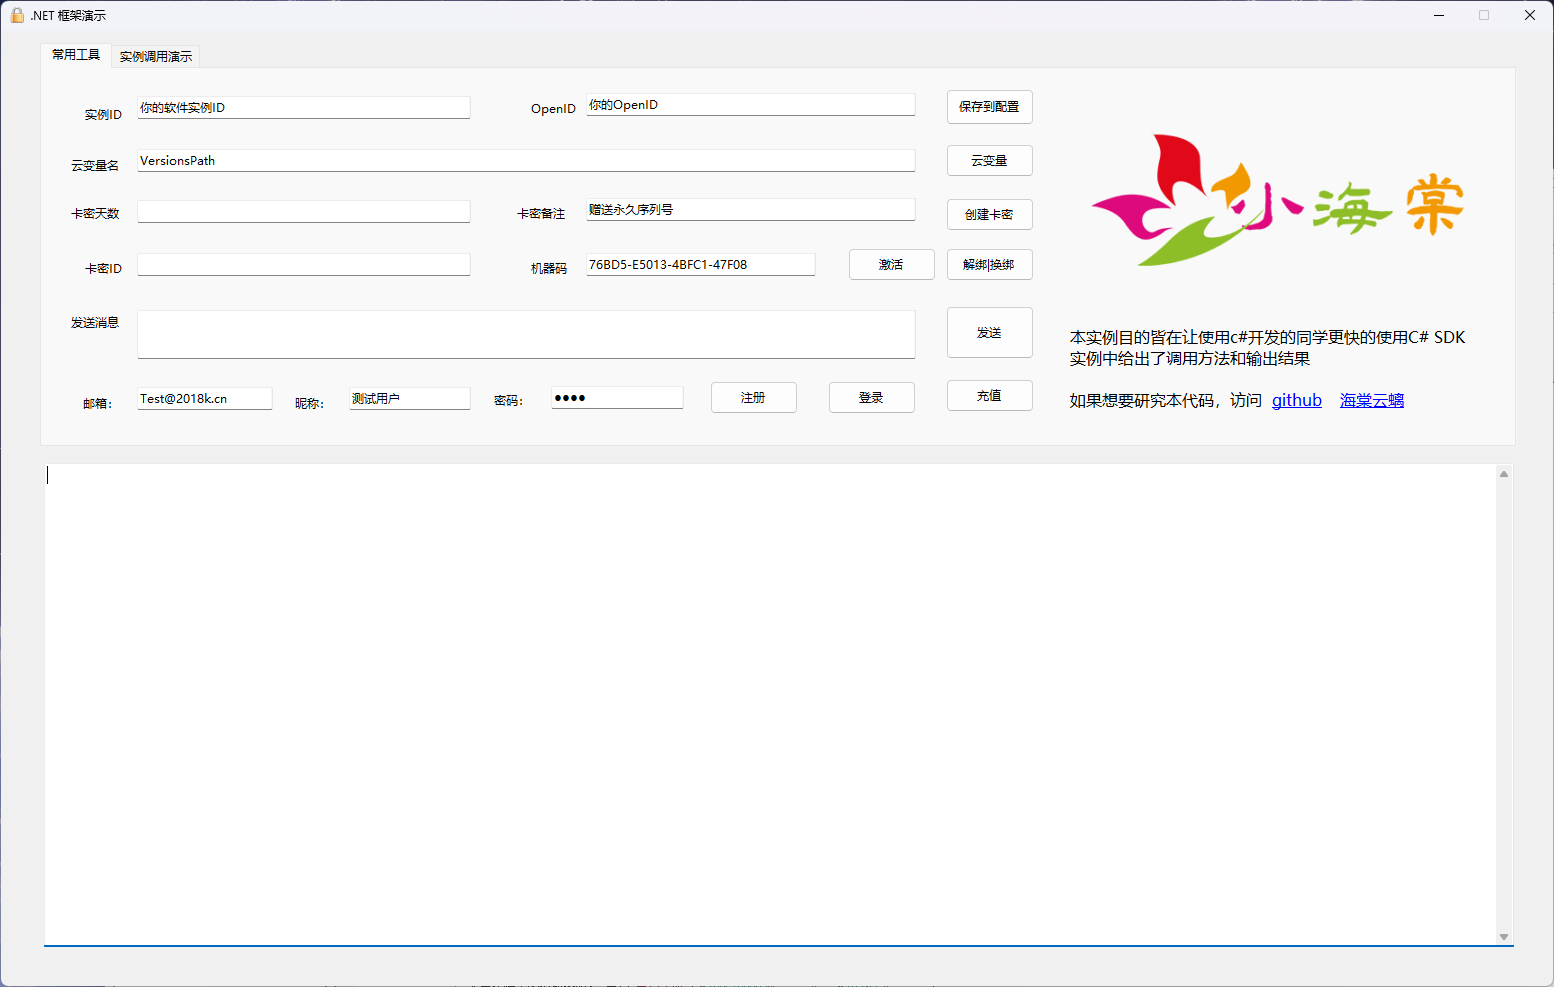 .NET 框架演示
常用工具 实例调用演示
实例ID 你的软件实例ID OpenID 你的OpenID 保存到配置
云变量名 VersionsPath 云变量
卡密天数 卡密备注 赠送永久序列号 创建卡密
卡密ID 机器码 76BD5-E5013-4BFC1-47F08 激活 解绑|换绑
小海棠
发送消息 发送
本实例目的皆在让使用c#开发的同学更快的使用C# SDK
实例中给出了调用方法和输出结果
邮箱： Test@2018k.cn 昵称： 测试用户 密码： ●●●● 注册 登录 充值
如果想要研究本代码，访问 github 海棠云螭